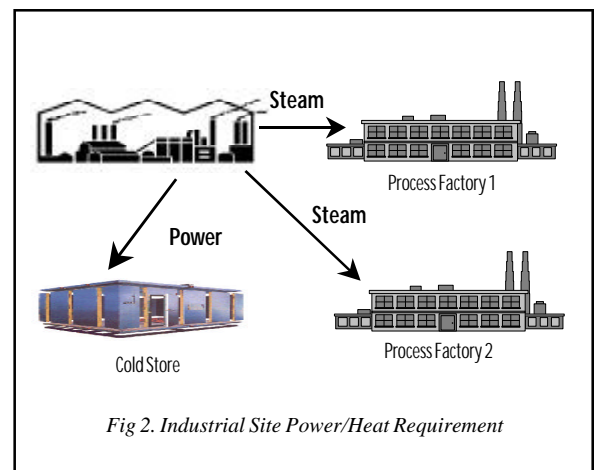 Steam
Process Factory 1
Steam
Power
Process Factory 2
Cold Store
Fig 2. Industrial Site Power/Heat Requirement